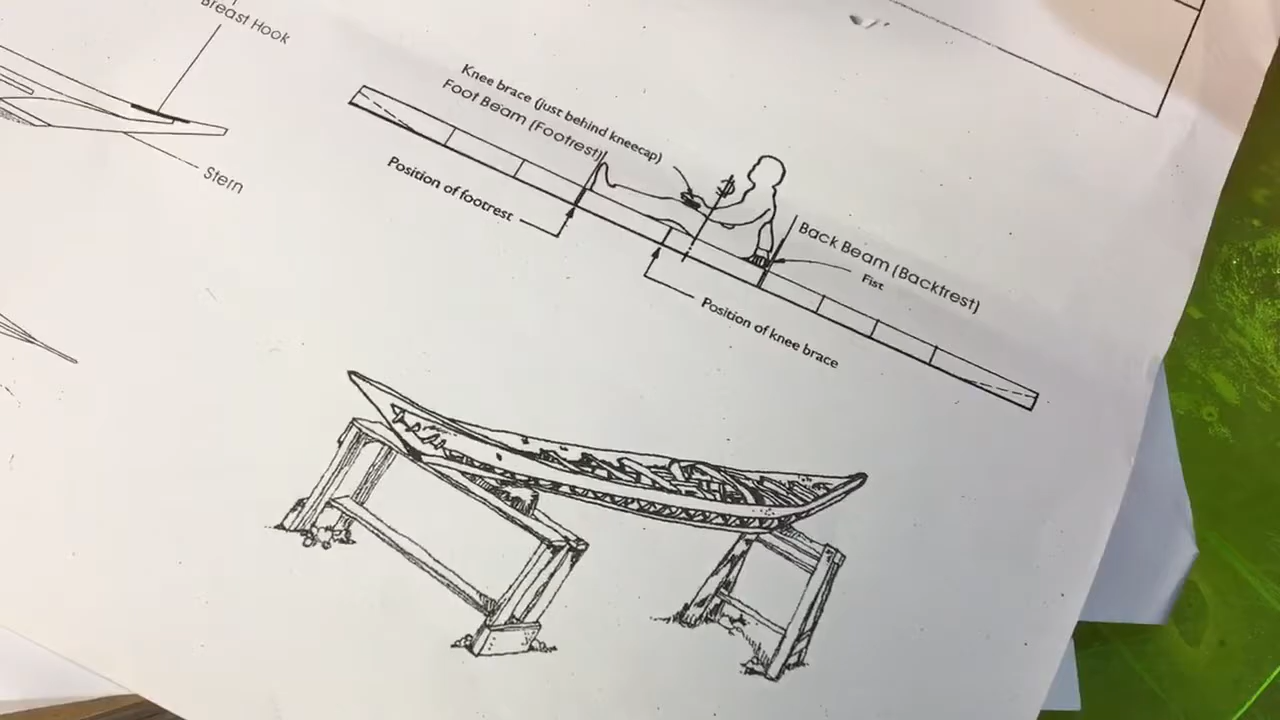 Breast Hook
Stern
Knee brace (just behind kneecap)
Foot Beam (Footrest)
Position of footrest
Back Beam (Backfrest)
Fist
Position of knee brace